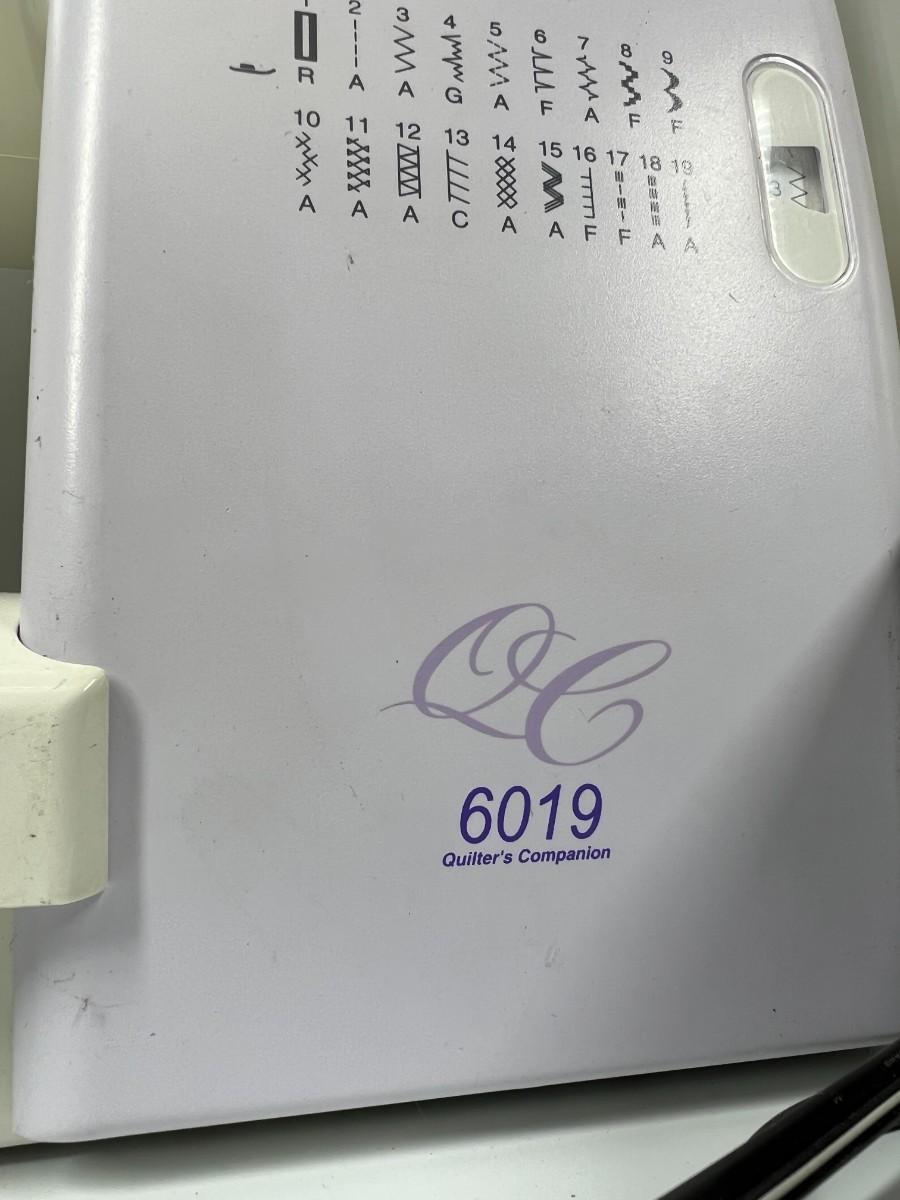 1 2 3 4 5 6 7 8 9
R A A G A F A F F
10 11 12 13 14 15 16 17 18 19
A A A C A A F F A A
3
QC
6019
Quilter's Companion